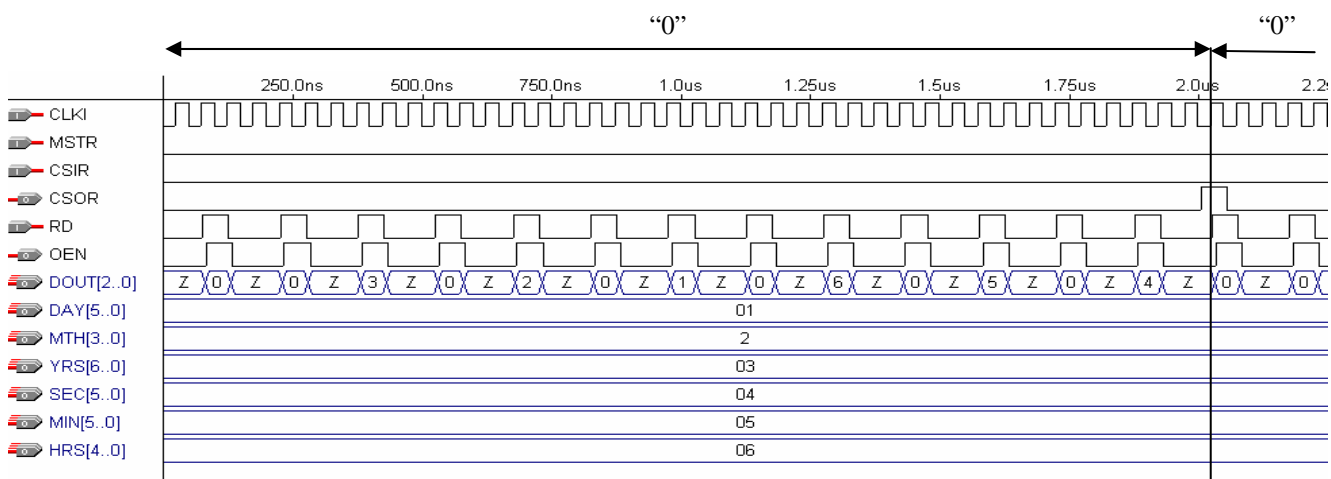 “0” “0”
250.0ns 500.0ns 750.0ns 1.0us 1.25us 1.5us 1.75us 2.0us 2.2
CLKI
MSTR
CSIR
CSOR
RD
OEN
DOUT[2..0] Z 0 Z 0 Z 3 Z 0 Z 2 Z 0 Z 1 Z 0 Z 6 Z 0 Z 5 Z 0 Z 4 Z 0 Z 0
DAY[5..0] 01
MTH[3..0] 2
YRS[6..0] 03
SEC[5..0] 04
MIN[5..0] 05
HRS[4..0] 06